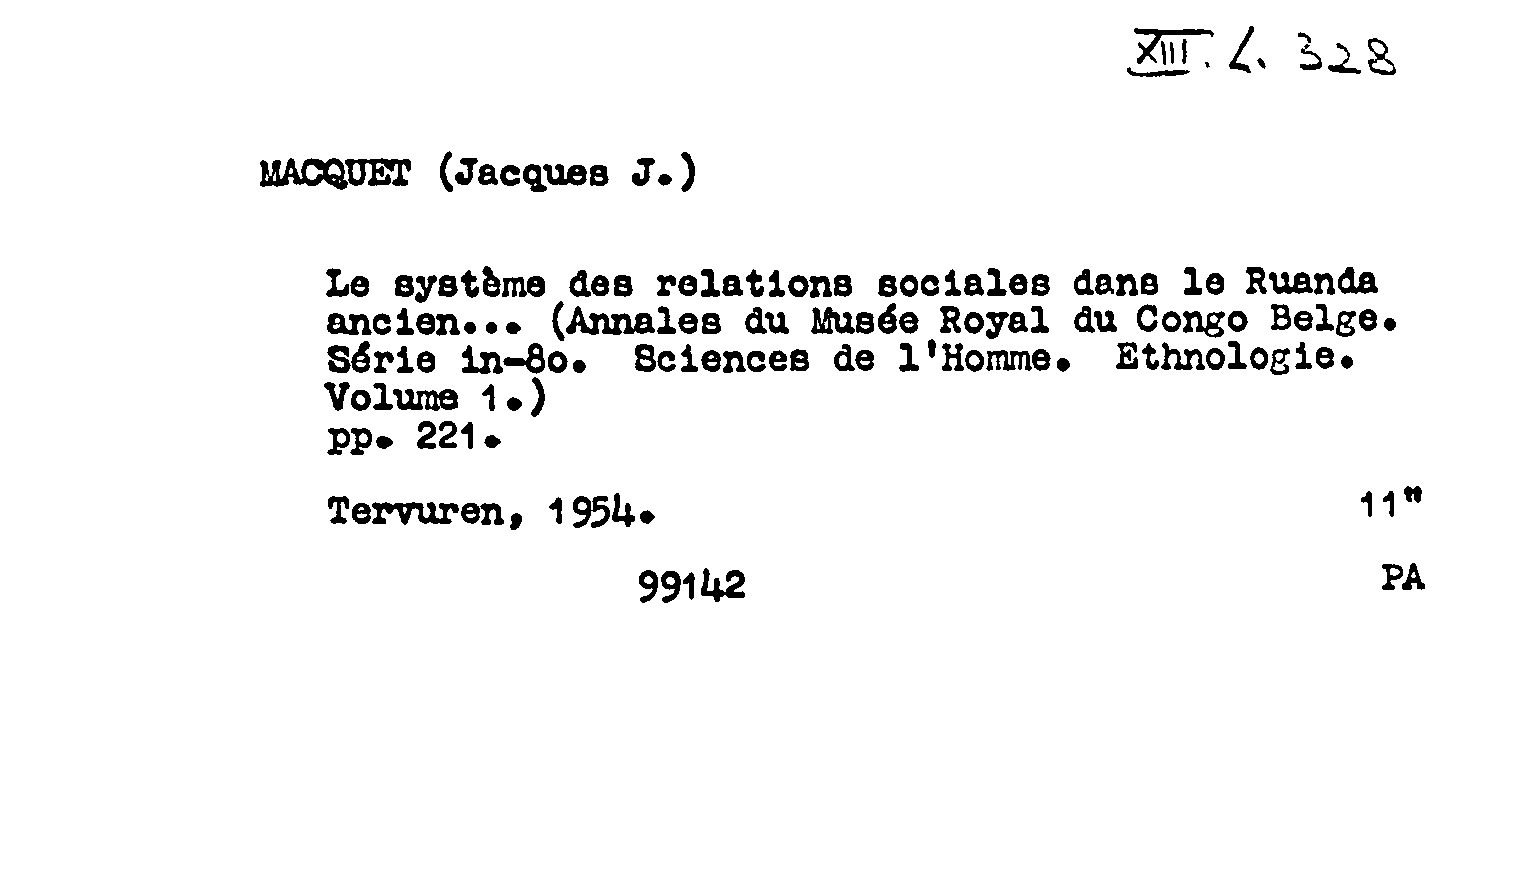 XIII. L. 328
MACQUET (Jacques J.)
Le système des relations sociales dans le Ruanda
ancien... (Annales du Musée Royal du Congo Belge.
Série in-8o. Sciences de l'Homme. Ethnologie.
Volume 1.)
pp. 221.
Tervuren, 1954. 11"
99142 PA